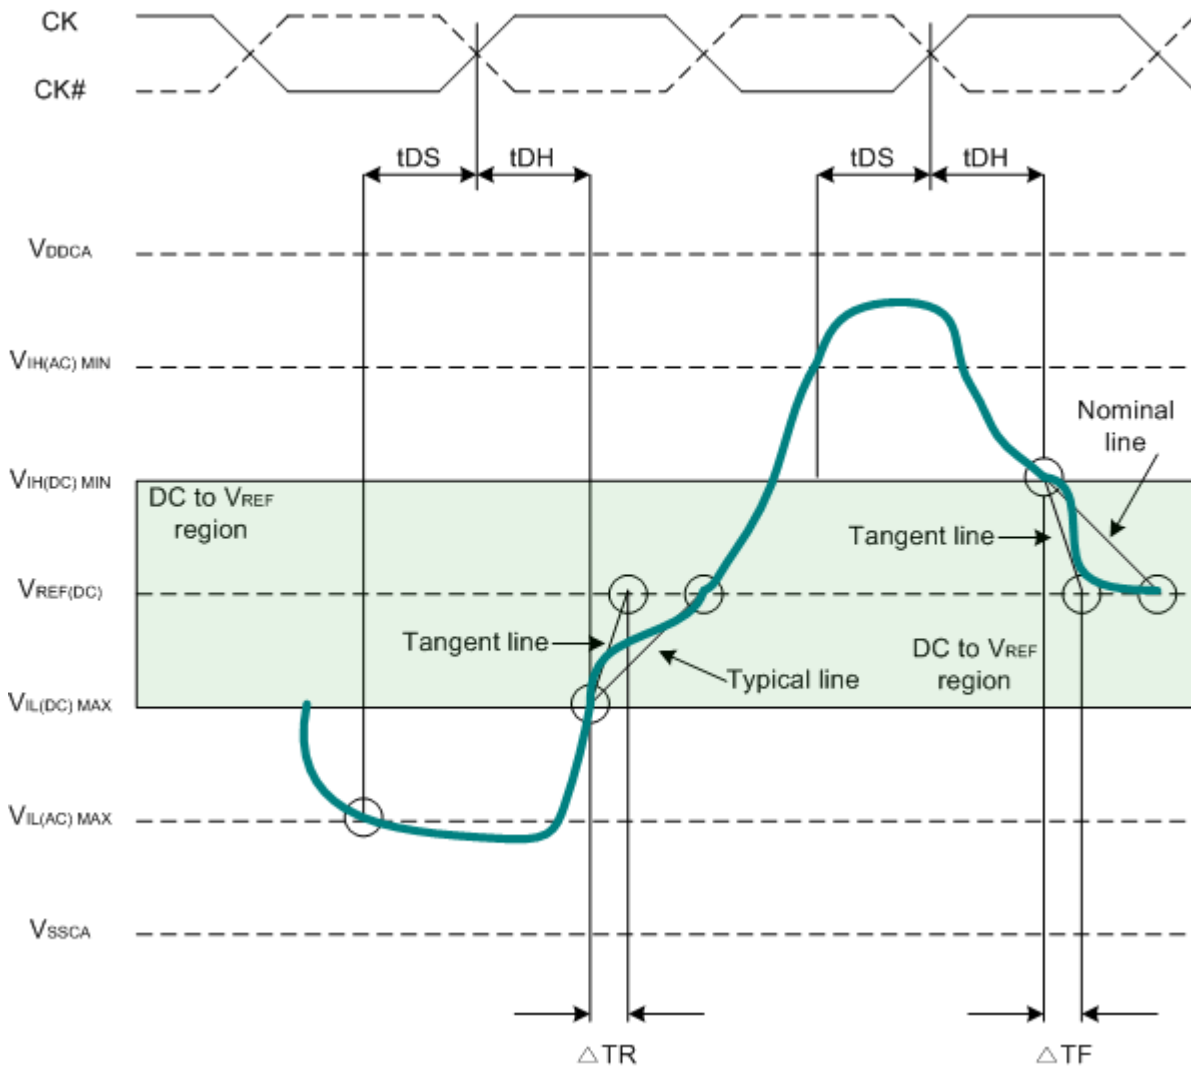 CK
CK#
tDS
tDH
tDS
tDH
VDDCA
VIH(AC) MIN
Nominal
line
VIH(DC) MIN
DC to VREF
region
Tangent line
VREF(DC)
Tangent line
DC to VREF
region
Typical line
VIL(DC) MAX
VIL(AC) MAX
VSSCA
△TR
△TF